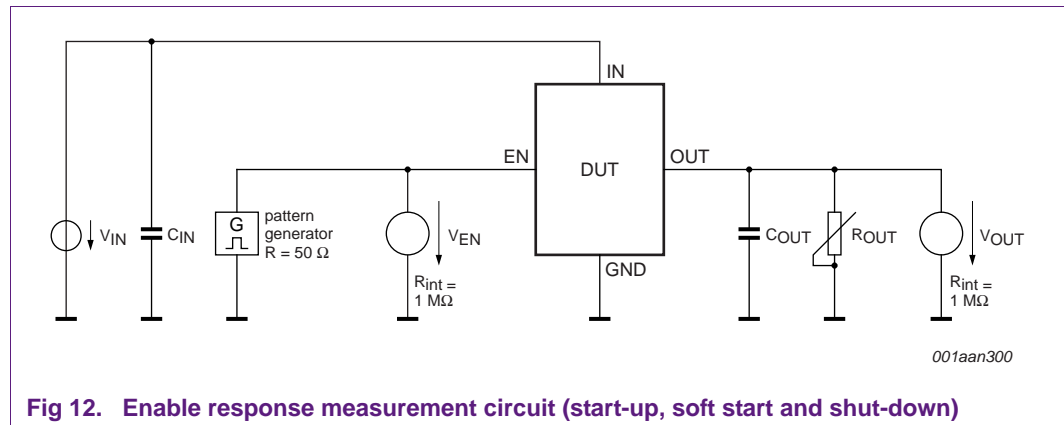 IN
EN
DUT
OUT
VIN
CIN
G
pattern
generator
R = 50 Ω
VEN
Rint =
1 MΩ
GND
COUT
ROUT
VOUT
Rint =
1 MΩ
001aan300
Fig 12. Enable response measurement circuit (start-up, soft start and shut-down)